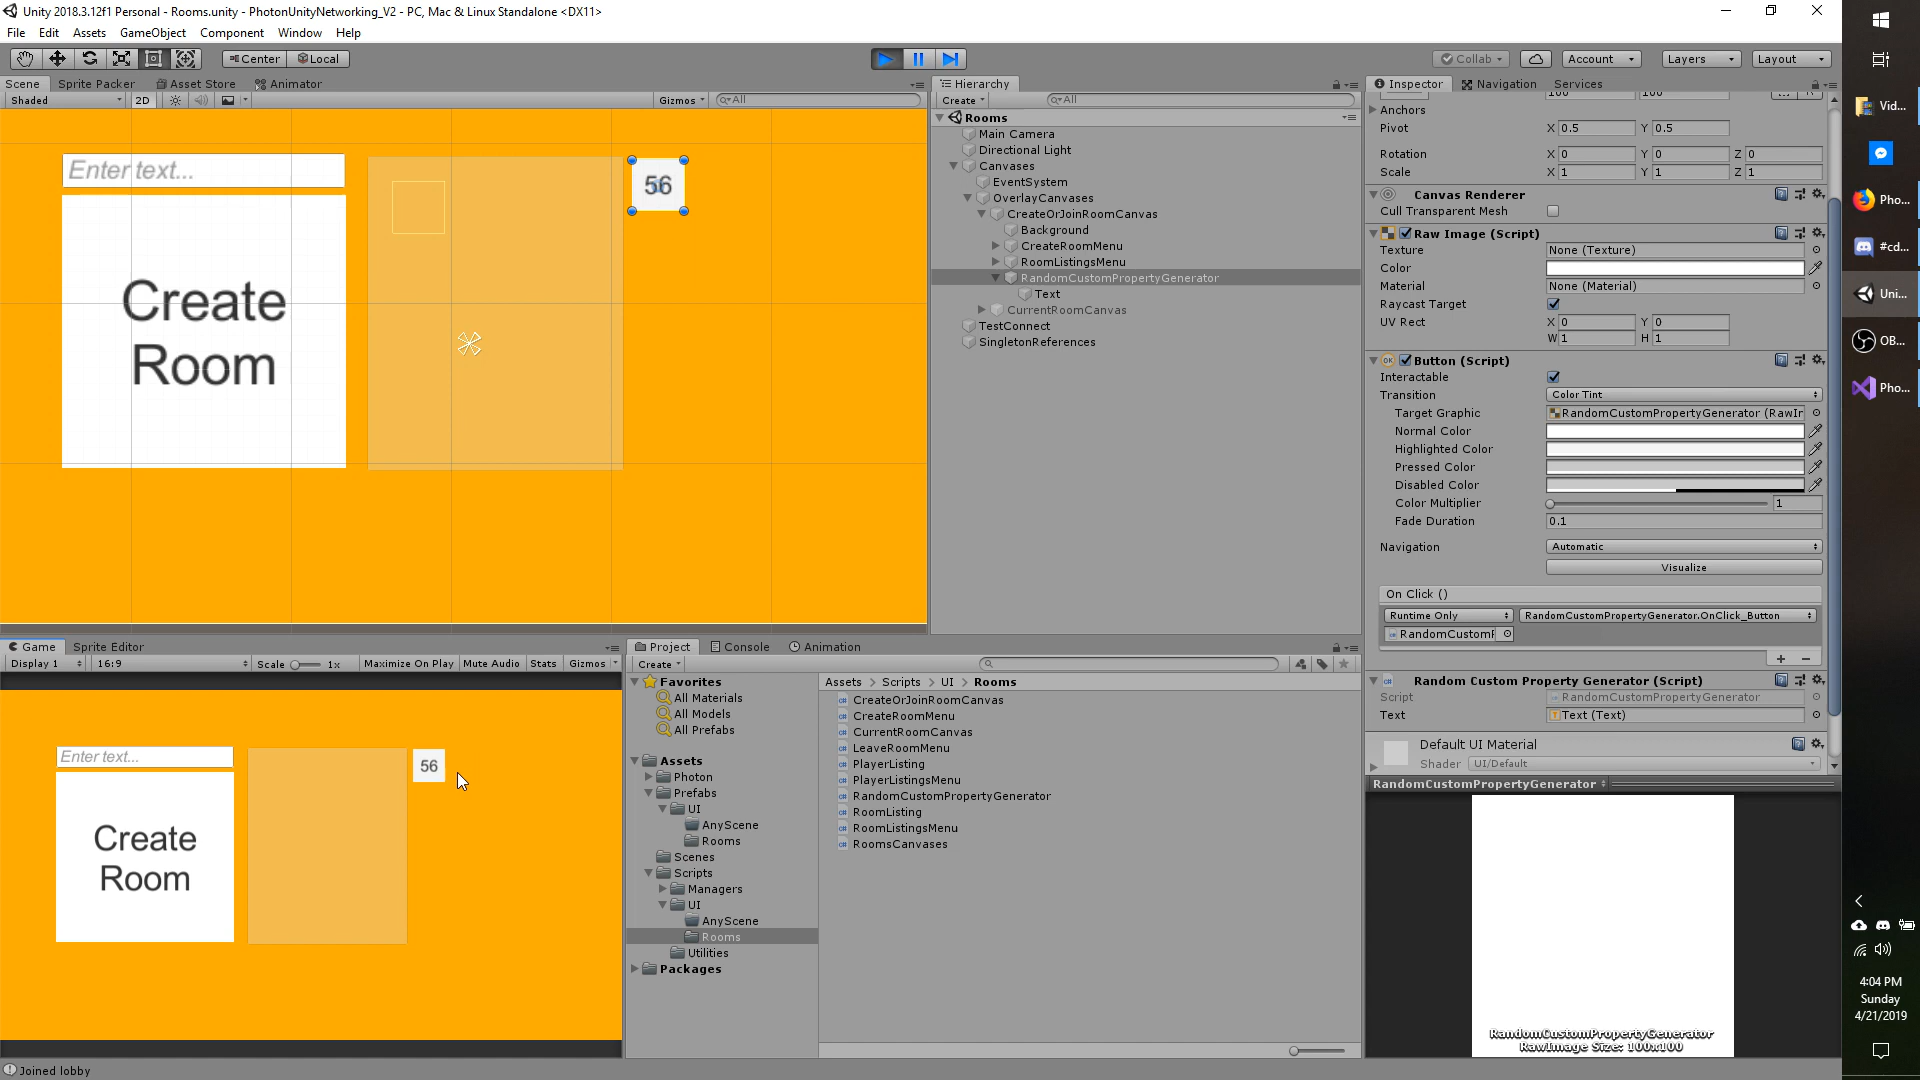 Unity 2018.3.12f1 Personal - Rooms.unity - PhotonUnityNetworking_V2 - PC, Mac & Linux Standalone <DX11>
File Edit Assets GameObject Component Window Help
Center Local Collab Account Layers Layout
Scene Sprite Packer Asset Store Animator
Shaded 2D Gizmos All
Enter text...
56
Create
Room
Hierarchy
Create All
Rooms
Main Camera
Directional Light
Canvases
EventSystem
OverlayCanvases
CreateOrJoinRoomCanvas
Background
CreateRoomMenu
RoomListingsMenu
RandomCustomPropertyGenerator
Text
CurrentRoomCanvas
TestConnect
SingletonReferences
Inspector Navigation Services
Anchors
Pivot X 0.5 Y 0.5
Rotation X 0 Y 0 Z 0
Scale X 1 Y 1 Z 1
Canvas Renderer
Cull Transparent Mesh
Raw Image (Script)
Texture None (Texture)
Color
Material None (Material)
Raycast Target
UV Rect X 0 Y 0
W 1 H 1
Button (Script)
Interactable
Transition Color Tint
Target Graphic RandomCustomPropertyGenerator (RawIr
Normal Color
Highlighted Color
Pressed Color
Disabled Color
Color Multiplier 1
Fade Duration 0.1
Navigation Automatic
Visualize
On Click ()
Runtime Only RandomCustomPropertyGenerator.OnClick_Button
RandomCustomF
Random Custom Property Generator (Script)
Script RandomCustomPropertyGenerator
Text Text (Text)
Default UI Material
Shader UI/Default
RandomCustomPropertyGenerator
RandomCustomPropertyGenerator
RawImage Size: 100x100
Game Sprite Editor
Display 1 16:9 Scale 1x Maximize On Play Mute Audio Stats Gizmos
Enter text...
56
Create
Room
Project Console Animation
Create
Favorites
All Materials
All Models
All Prefabs
Assets
Photon
Prefabs
UI
AnyScene
Rooms
Scenes
Scripts
Managers
UI
AnyScene
Rooms
Utilities
Packages
Assets > Scripts > UI > Rooms
CreateOrJoinRoomCanvas
CreateRoomMenu
CurrentRoomCanvas
LeaveRoomMenu
PlayerListing
PlayerListingsMenu
RandomCustomPropertyGenerator
RoomListing
RoomListingsMenu
RoomsCanvases
Joined lobby
Vid...
Pho...
#cd...
Uni...
OB...
Pho...
4:04 PM
Sunday
4/21/2019